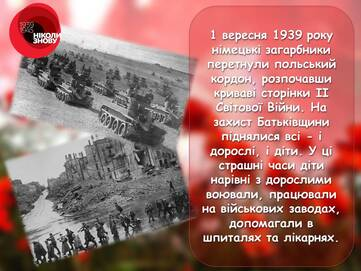 1939
1945
НІКОЛИ
ЗНОВУ
1 вересня 1939 року
німецькі загарбники
перетнули польський
кордон, розпочавши
криваві сторінки ІІ
Світової Війни. На
захист Батьківщини
піднялися всі - і
дорослі, і діти. У ці
страшні часи діти
нарівні з дорослими
воювали, працювали
на військових заводах,
допомагали в
шпиталях та лікарнях.